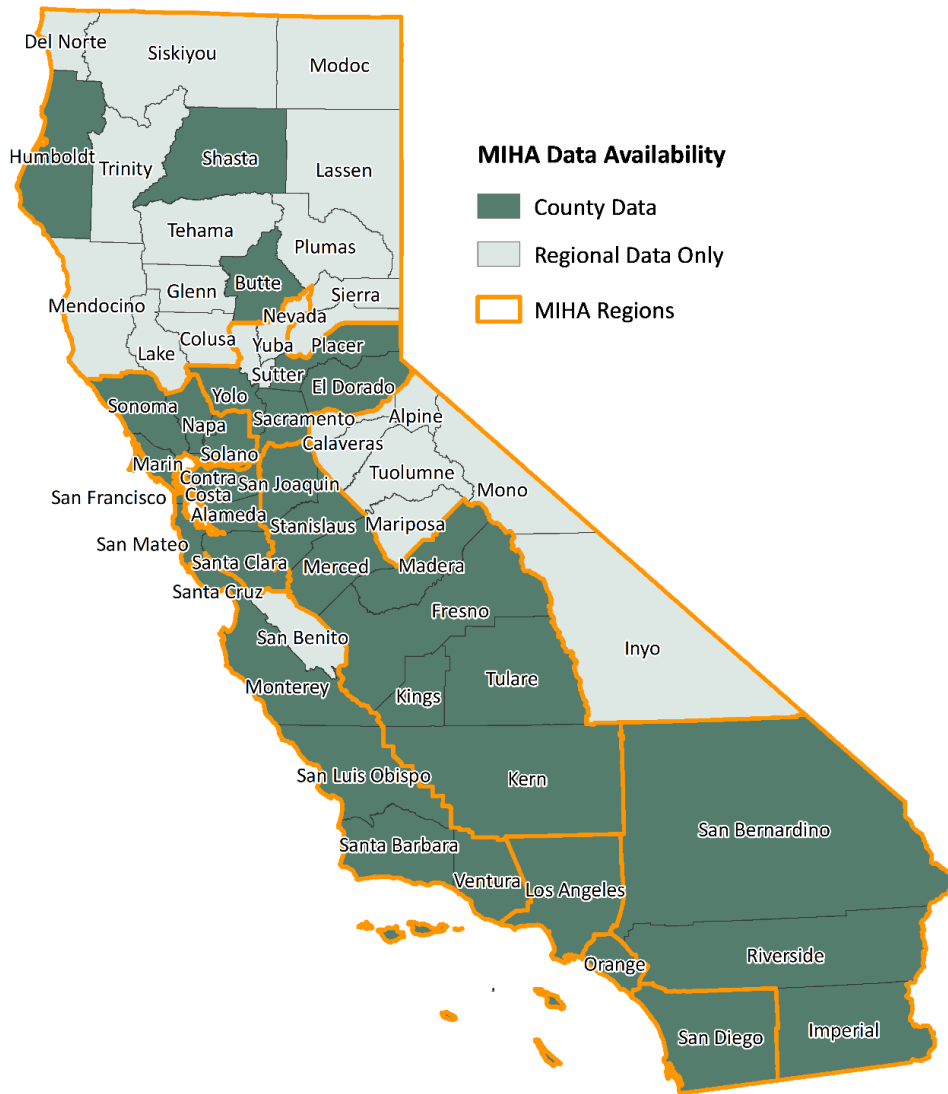 Del Norte
Siskiyou
Modoc
Humboldt
Trinity
Shasta
Lassen
MIHA Data Availability
County Data
Regional Data Only
MIHA Regions
Tehama
Plumas
Glenn
Butte
Sierra
Mendocino
Nevada
Colusa
Yuba
Placer
Lake
Sutter
El Dorado
Yolo
Sonoma
Sacramento
Alpine
Napa
Calaveras
Solano
Marin
Tuolumne
Contra
Costa
San Joaquin
Mono
San Francisco
Alameda
Stanislaus
Mariposa
San Mateo
Santa Clara
Merced
Madera
Santa Cruz
Fresno
San Benito
Inyo
Monterey
Kings
Tulare
San Luis Obispo
Kern
San Bernardino
Santa Barbara
Ventura
Los Angeles
Riverside
Orange
San Diego
Imperial